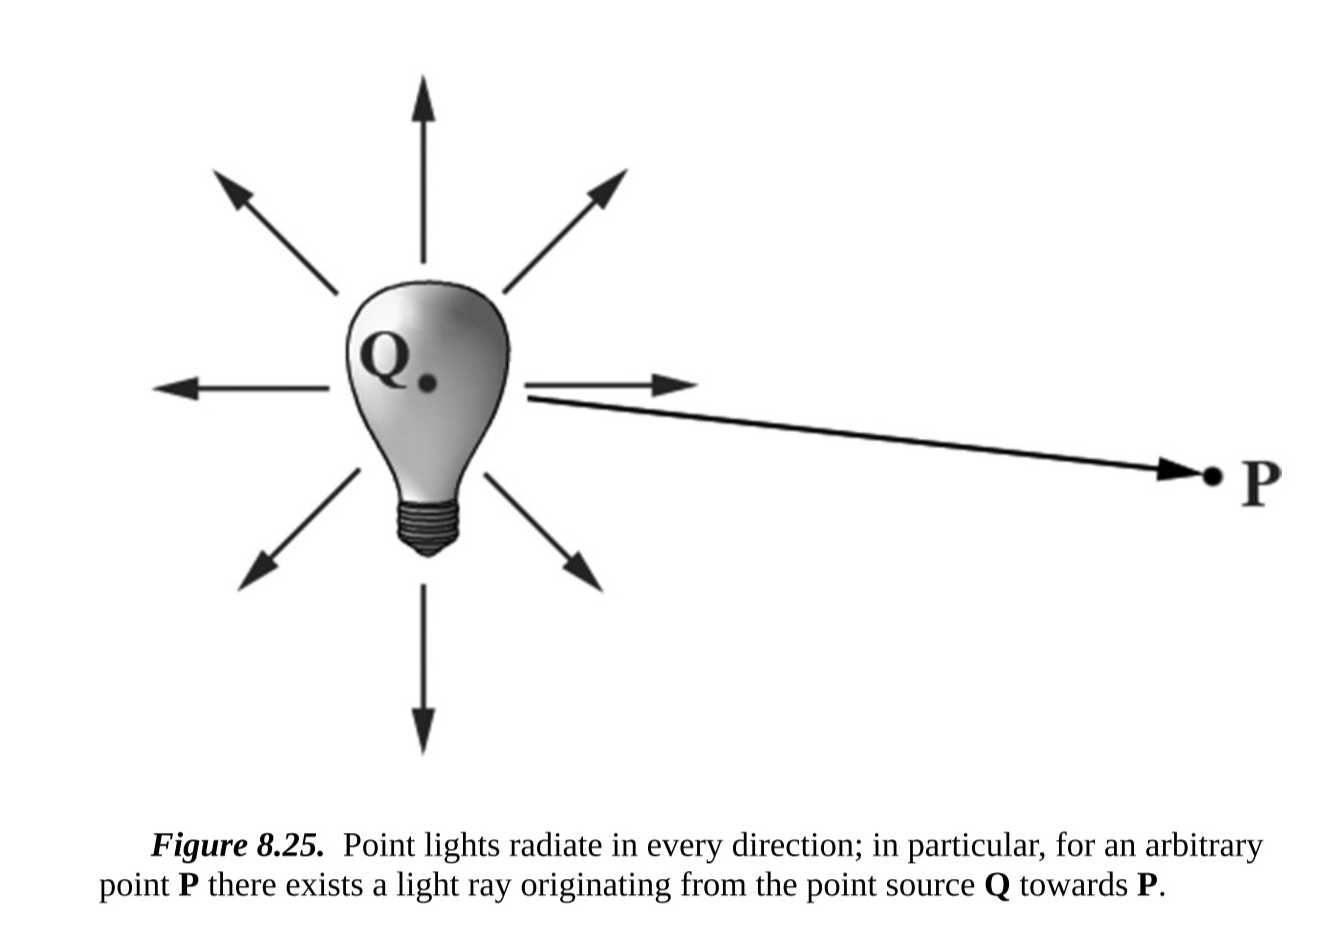 Q
P
Figure 8.25. Point lights radiate in every direction; in particular, for an arbitrary
point P there exists a light ray originating from the point source Q towards P.